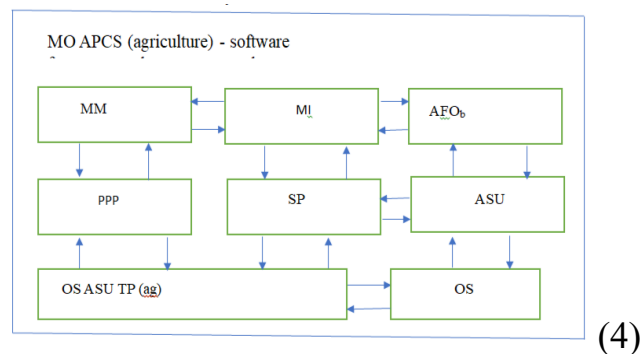 MO APCS (agriculture) - software
MM
MI
AFOb
PPP
SP
ASU
OS ASU TP (ag)
OS
(4)